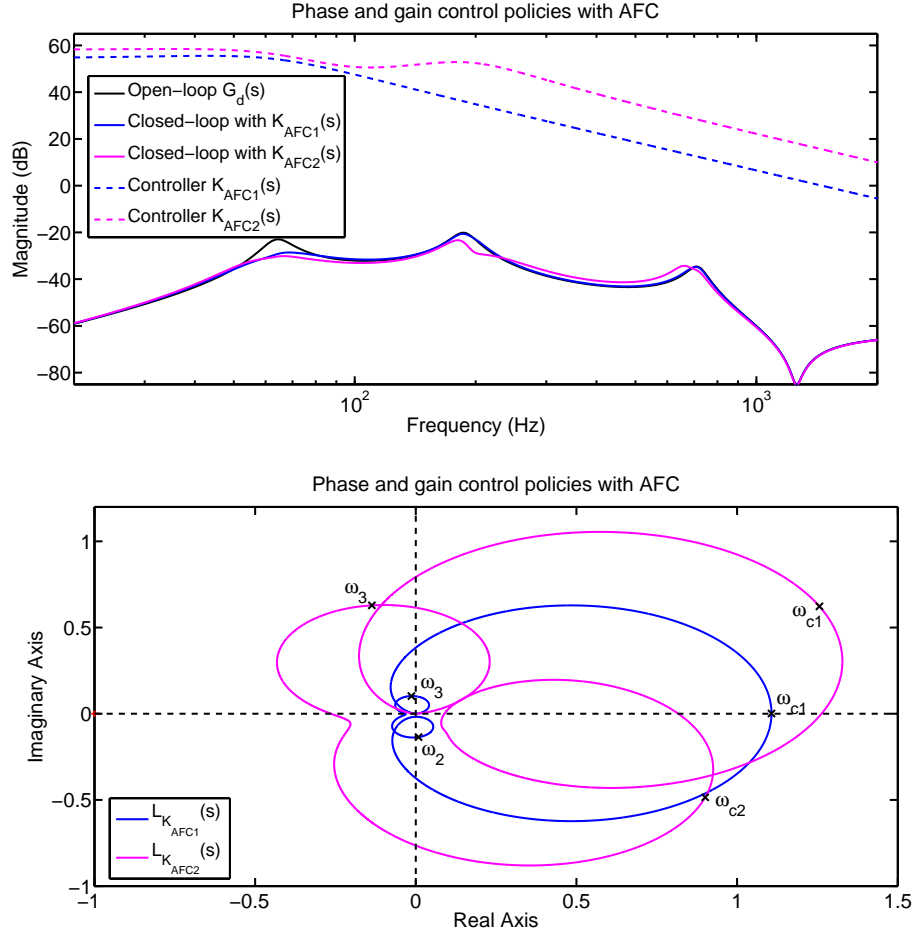 Phase and gain control policies with AFC
60
40
20
0
−20
−40
−60
−80
Magnitude (dB)
Open−loop G_d(s)
Closed−loop with K_AFC1(s)
Closed−loop with K_AFC2(s)
Controller K_AFC1(s)
Controller K_AFC2(s)
10^2
10^3
Frequency (Hz)
Phase and gain control policies with AFC
1
0.5
0
−0.5
−1
Imaginary Axis
ω_3
ω_c1
ω_3
ω_c1
ω_2
ω_c2
L_K_AFC1 (s)
L_K_AFC2 (s)
−1
−0.5
0
0.5
1
1.5
Real Axis